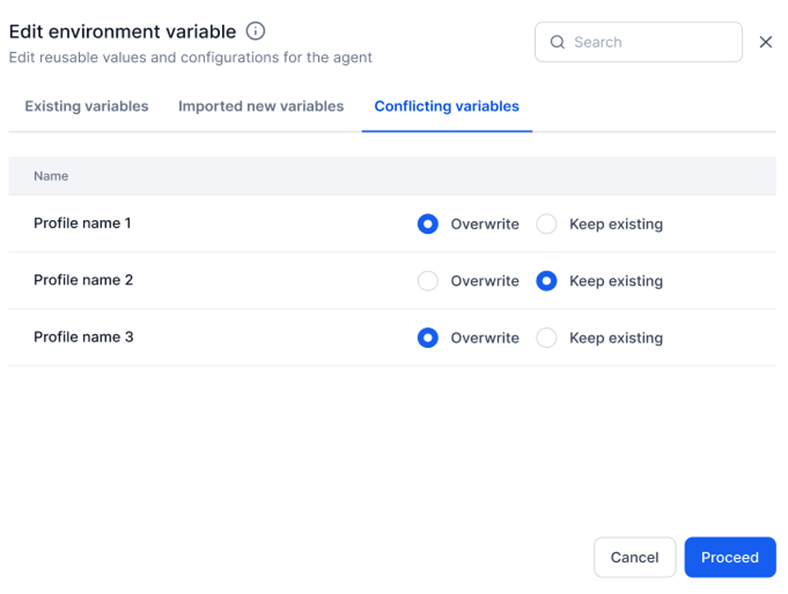 Edit environment variable
Edit reusable values and configurations for the agent
Search
Existing variables Imported new variables Conflicting variables
Name
Profile name 1 Overwrite Keep existing
Profile name 2 Overwrite Keep existing
Profile name 3 Overwrite Keep existing
Cancel Proceed